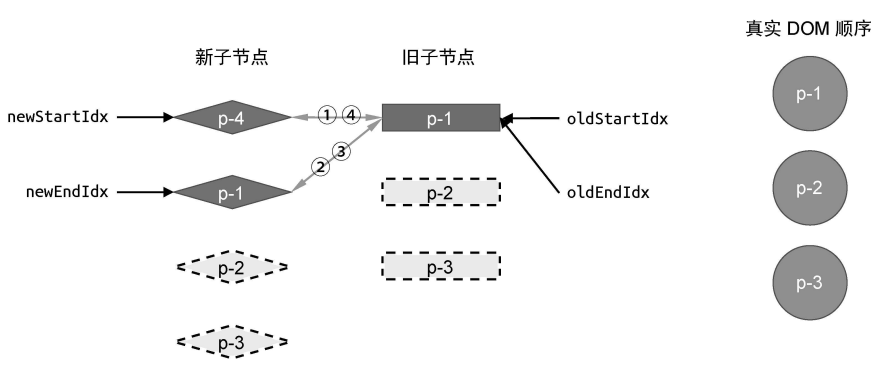 真实 DOM 顺序
新子节点
旧子节点
newStartIdx
p-4
① ④
p-1
oldStartIdx
p-1
③
②
newEndIdx
p-1
p-2
oldEndIdx
p-2
p-2
p-3
p-3
p-3